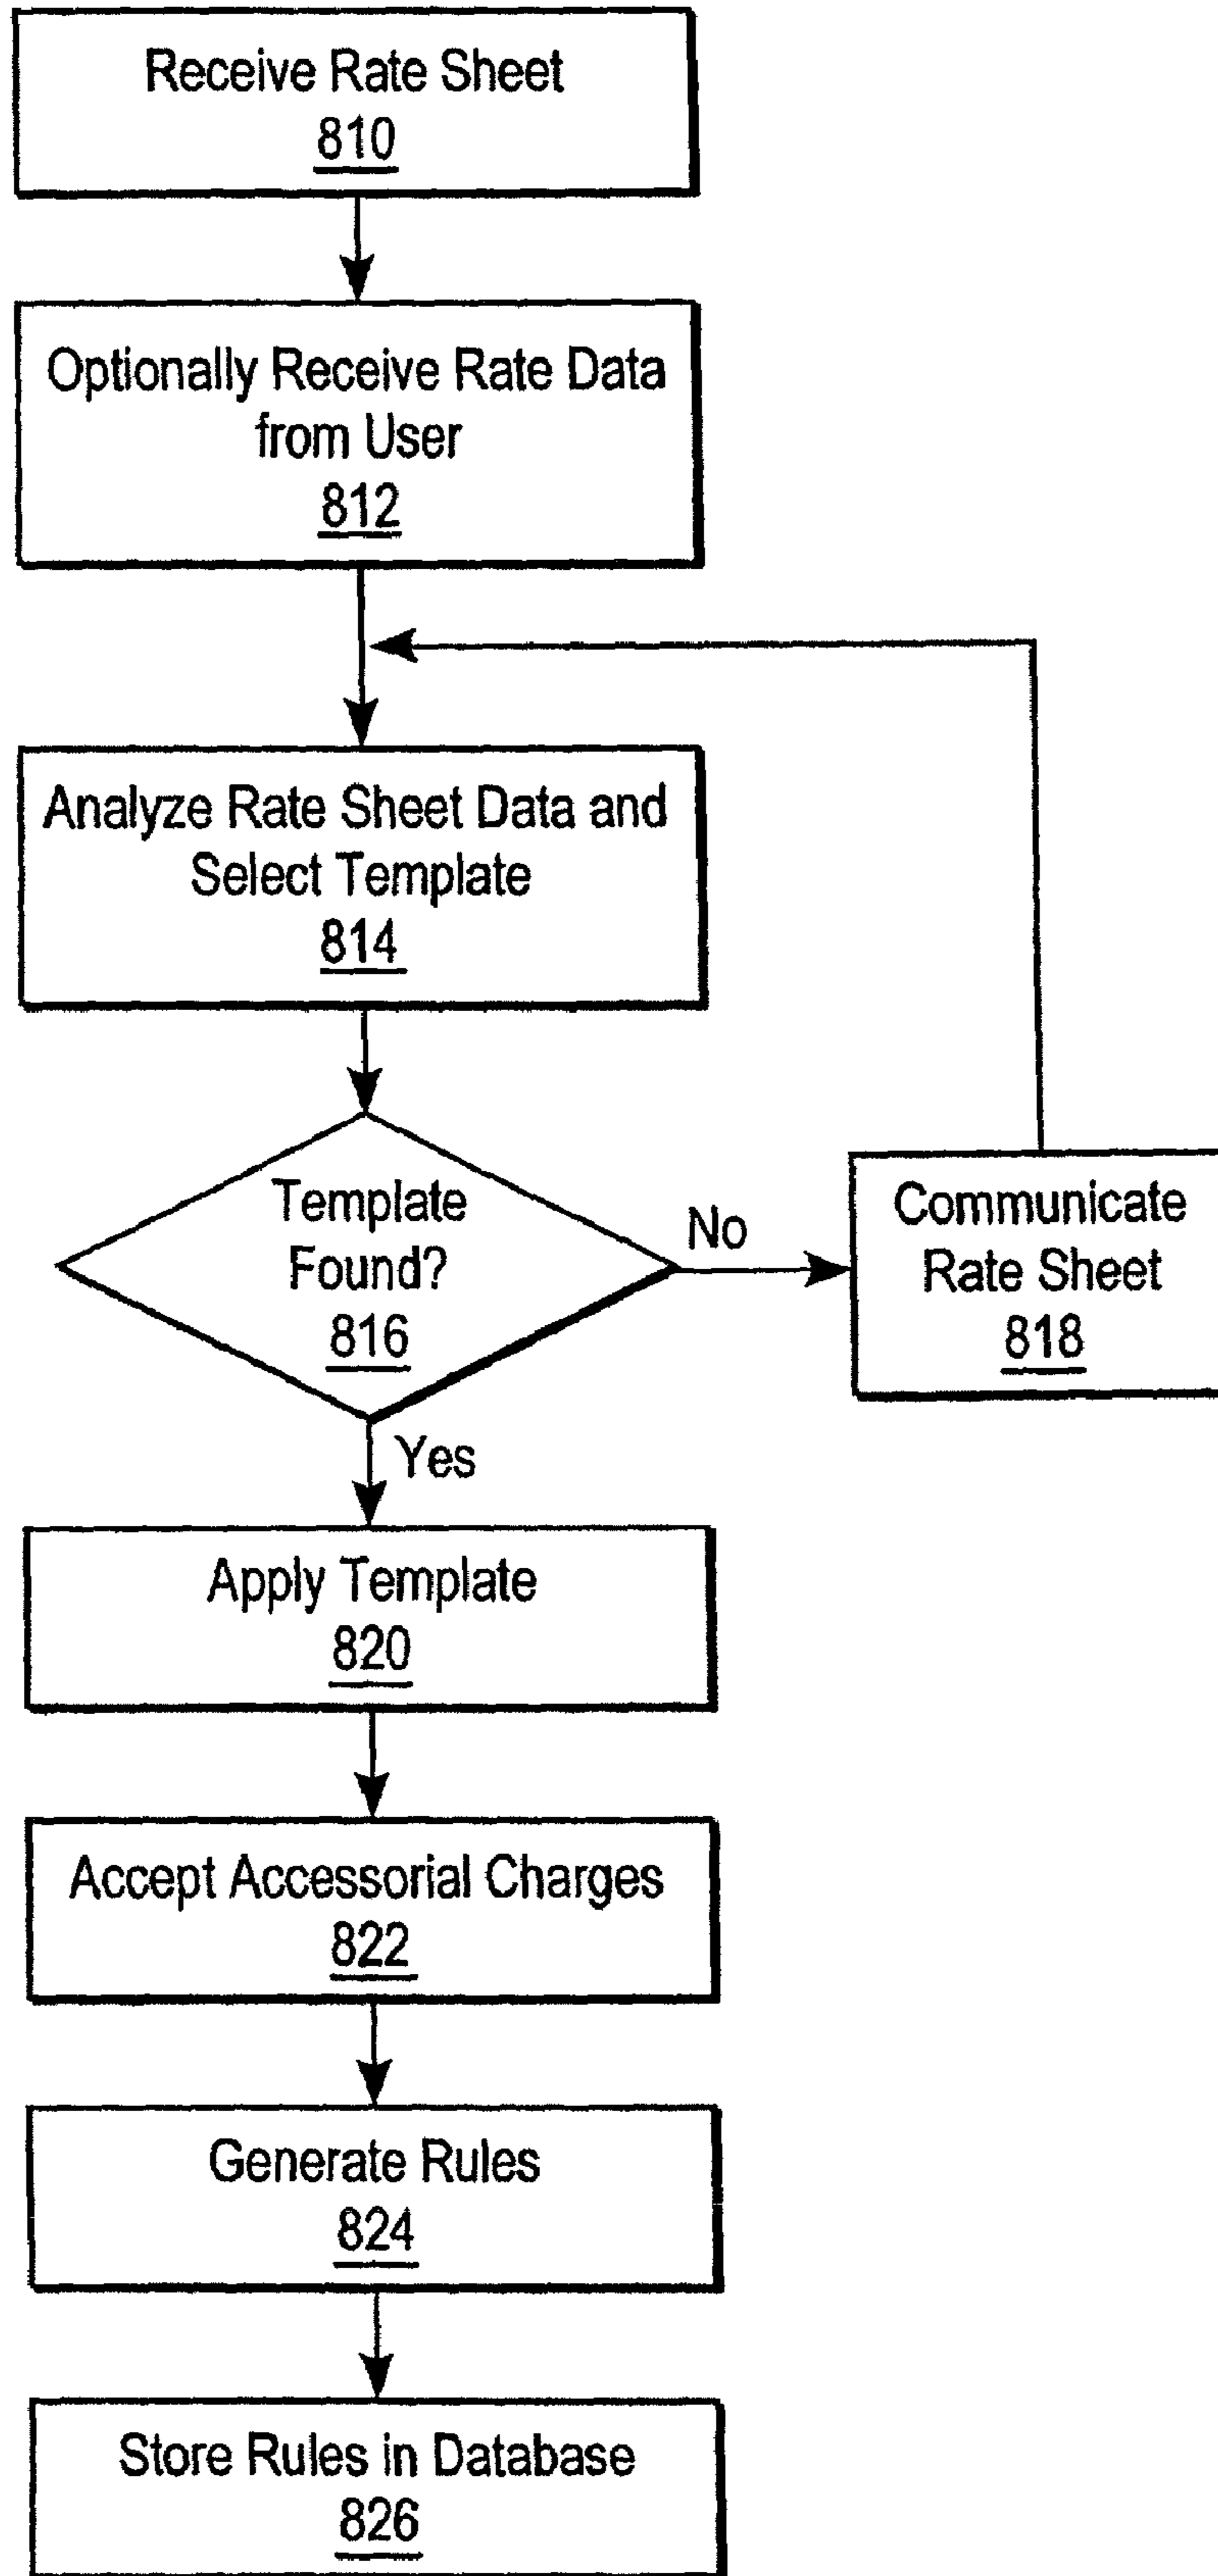 Receive Rate Sheet
810
Optionally Receive Rate Data
from User
812
Analyze Rate Sheet Data and
Select Template
814
Template
Found?
816
No
Communicate
Rate Sheet
818
Yes
Apply Template
820
Accept Accessorial Charges
822
Generate Rules
824
Store Rules in Database
826